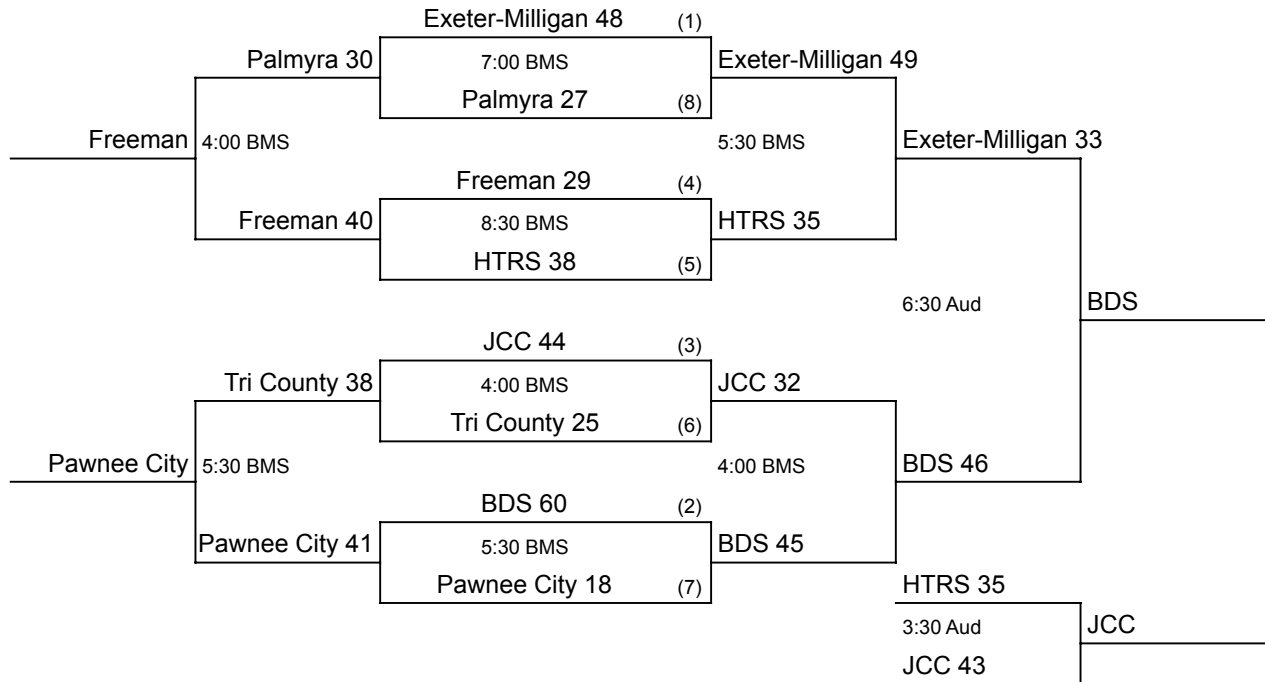 Exeter-Milligan 48 (1)
Palmyra 30 7:00 BMS Exeter-Milligan 49
Palmyra 27 (8)
Freeman 4:00 BMS 5:30 BMS Exeter-Milligan 33
Freeman 29 (4)
Freeman 40 8:30 BMS HTRS 35
HTRS 38 (5)
6:30 Aud BDS
JCC 44 (3)
Tri County 38 4:00 BMS JCC 32
Tri County 25 (6)
Pawnee City 5:30 BMS 4:00 BMS BDS 46
BDS 60 (2)
Pawnee City 41 5:30 BMS BDS 45
Pawnee City 18 (7) HTRS 35
3:30 Aud JCC
JCC 43